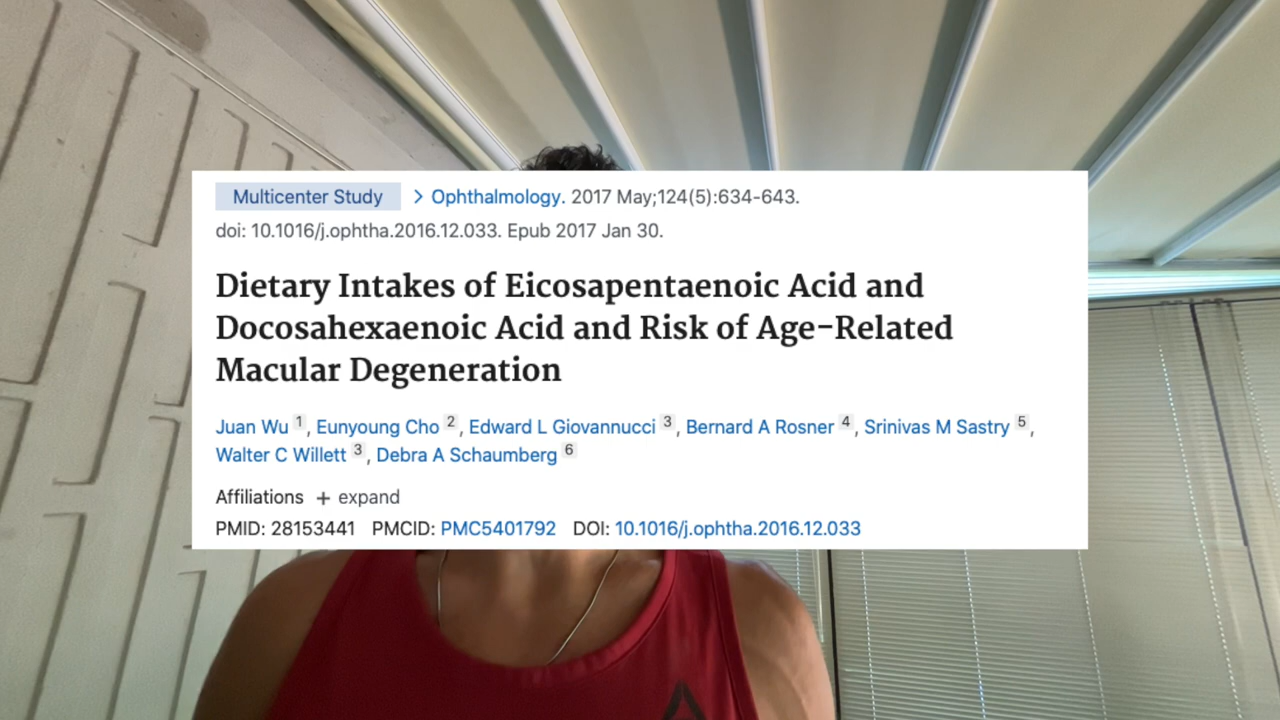 Multicenter Study > Ophthalmology. 2017 May;124(5):634-643.
doi: 10.1016/j.ophtha.2016.12.033. Epub 2017 Jan 30.
Dietary Intakes of Eicosapentaenoic Acid and
Docosahexaenoic Acid and Risk of Age-Related
Macular Degeneration
Juan Wu 1, Eunyoung Cho 2, Edward L Giovannucci 3, Bernard A Rosner 4, Srinivas M Sastry 5,
Walter C Willett 3, Debra A Schaumberg 6
Affiliations + expand
PMID: 28153441 PMCID: PMC5401792 DOI: 10.1016/j.ophtha.2016.12.033